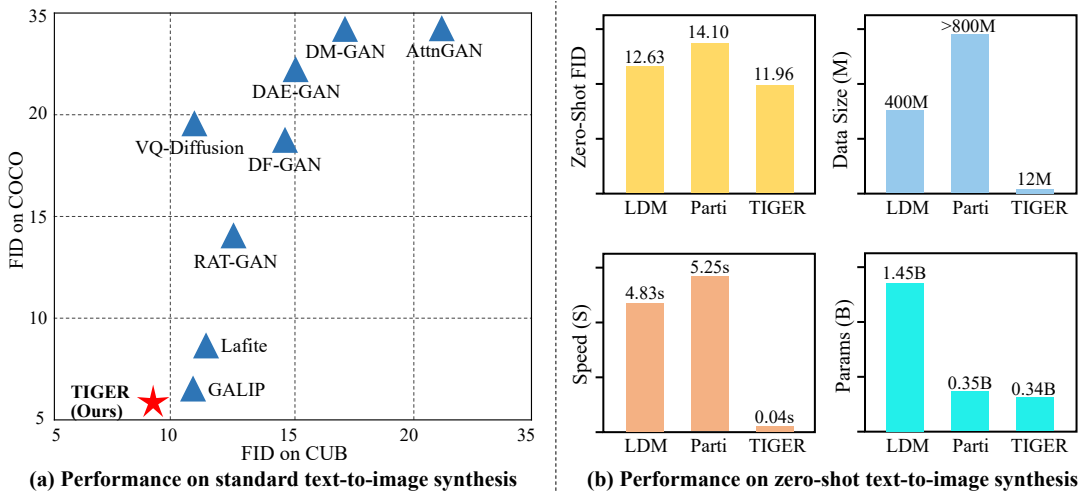 35
20
15
10
5
FID on COCO
DM-GAN
AttnGAN
DAE-GAN
VQ-Diffusion
DF-GAN
RAT-GAN
Lafite
GALIP
TIGER
(Ours)
5
10
15
20
35
FID on CUB
(a) Performance on standard text-to-image synthesis
Zero-Shot FID
12.63
14.10
11.96
LDM
Parti
TIGER
Data Size (M)
400M
>800M
12M
LDM
Parti
TIGER
Speed (S)
4.83s
5.25s
0.04s
LDM
Parti
TIGER
Params (B)
1.45B
0.35B
0.34B
LDM
Parti
TIGER
(b) Performance on zero-shot text-to-image synthesis